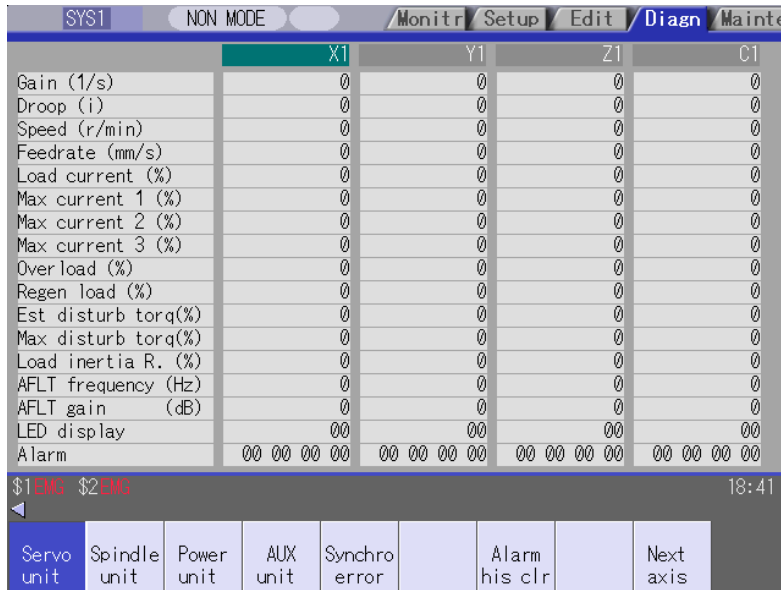 SYS1 NON MODE Monitr Setup Edit Diagn Mainte
X1 Y1 Z1 C1
Gain (1/s) 0 0 0 0
Droop (i) 0 0 0 0
Speed (r/min) 0 0 0 0
Feedrate (mm/s) 0 0 0 0
Load current (%) 0 0 0 0
Max current 1 (%) 0 0 0 0
Max current 2 (%) 0 0 0 0
Max current 3 (%) 0 0 0 0
Overload (%) 0 0 0 0
Regen load (%) 0 0 0 0
Est disturb torq(%) 0 0 0 0
Max disturb torq(%) 0 0 0 0
Load inertia R. (%) 0 0 0 0
AFLT frequency (Hz) 0 0 0 0
AFLT gain (dB) 0 0 0 0
LED display 00 00 00 00
Alarm 00 00 00 00 00 00 00 00 00 00 00 00 00 00 00 00
$1 EMG $2 EMG 18:41
Servo Spindle Power AUX Synchro Alarm Next
unit unit unit unit error his clr axis